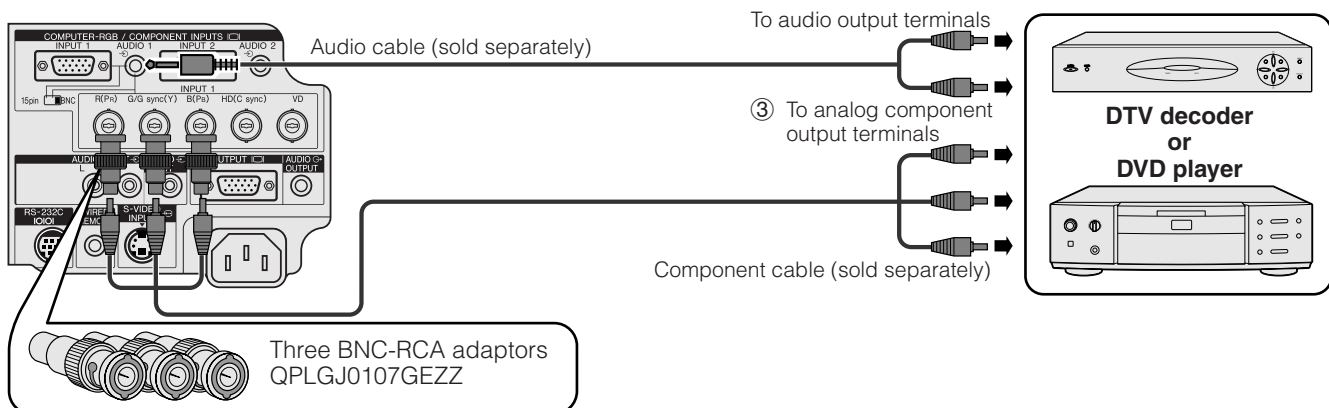 COMPUTER-RGB / COMPONENT INPUTS
INPUT 1
AUDIO 1
INPUT 2
AUDIO 2
15pin
BNC
INPUT 1
R(PR)
G/G sync(Y)
B(PB)
HD(C sync)
VD
L
AUDIO
OUTPUT
RS-232C
S-VIDEO
INPUT
Audio cable (sold separately)
To audio output terminals
③ To analog component
output terminals
Component cable (sold separately)
DTV decoder
or
DVD player
Three BNC-RCA adaptors
QPLGJ0107GEZZ